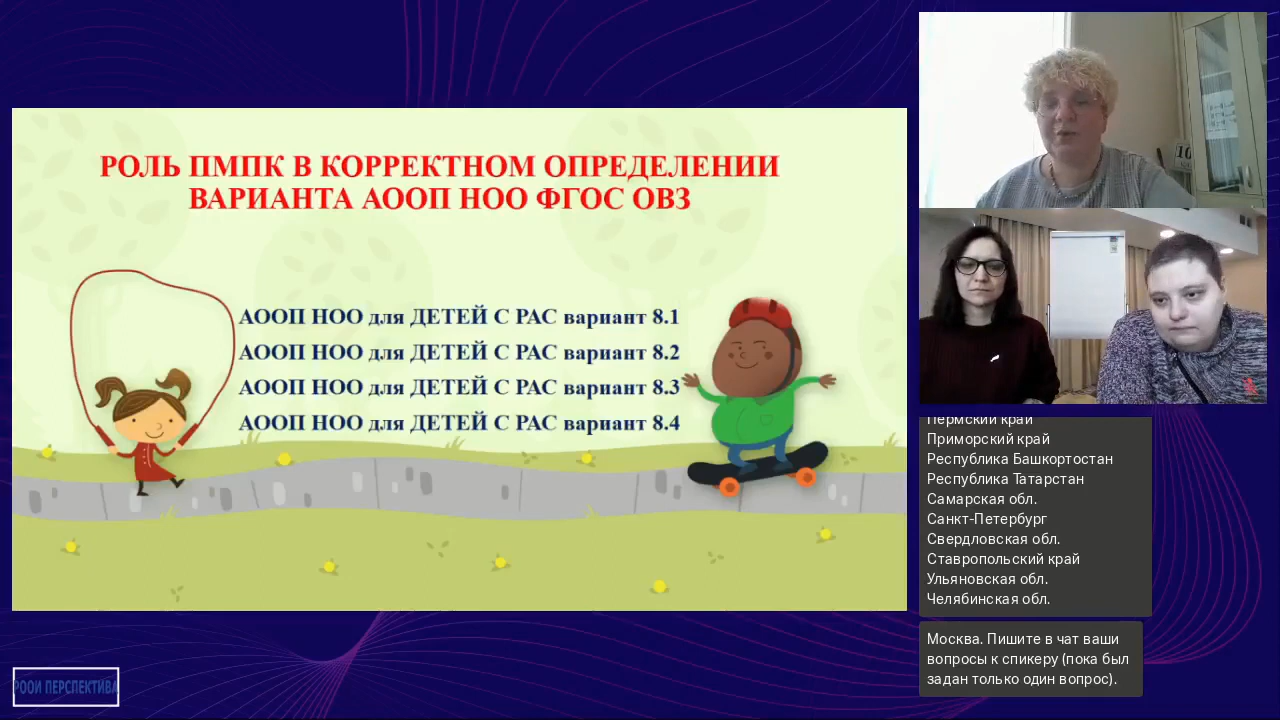 РОЛЬ ПМПК В КОРРЕКТНОМ ОПРЕДЕЛЕНИИ
ВАРИАНТА АООП НОО ФГОС ОВЗ
АООП НОО для ДЕТЕЙ С РАС вариант 8.1
АООП НОО для ДЕТЕЙ С РАС вариант 8.2
АООП НОО для ДЕТЕЙ С РАС вариант 8.3
АООП НОО для ДЕТЕЙ С РАС вариант 8.4
РООИ ПЕРСПЕКТИВА
10
Пермский край
Приморский край
Республика Башкортостан
Республика Татарстан
Самарская обл.
Санкт-Петербург
Свердловская обл.
Ставропольский край
Ульяновская обл.
Челябинская обл.
Москва. Пишите в чат ваши
вопросы к спикеру (пока был
задан только один вопрос).